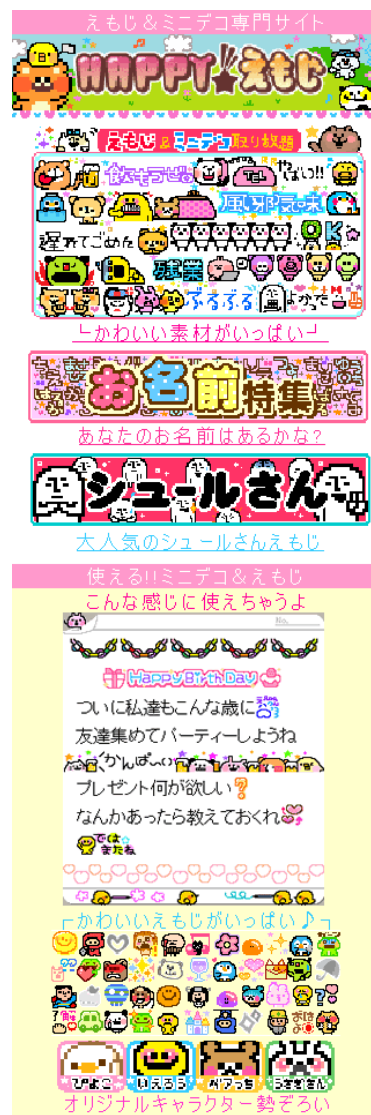 えもじ&ミニデコ専門サイト
HAPPY えもじ
えもじ&ミニデコ取り放題
飲もうぜ
やばい!!
風邪気味
遅れてごめん
OK
残業
ぶるぶる
よかった
└かわいい素材がいっぱい┘
お名前特集
あなたのお名前はあるかな?
シュールさん
大人気のシュールさんえもじ
使える!!ミニデコ&えもじ
こんな感じに使えちゃうよ
No.
Happy Birth Day
ついに私達もこんな歳に
友達集めてパーティーしようね
かんぱ〜い
プレゼント何が欲しい?
なんかあったら教えておくれ
ではまたね
┌かわいいえもじがいっぱい♪┐
了解
おはよ
ぴよこ
いえろう
ベアっち
うさぎさん
オリジナルキャラクター勢ぞろい